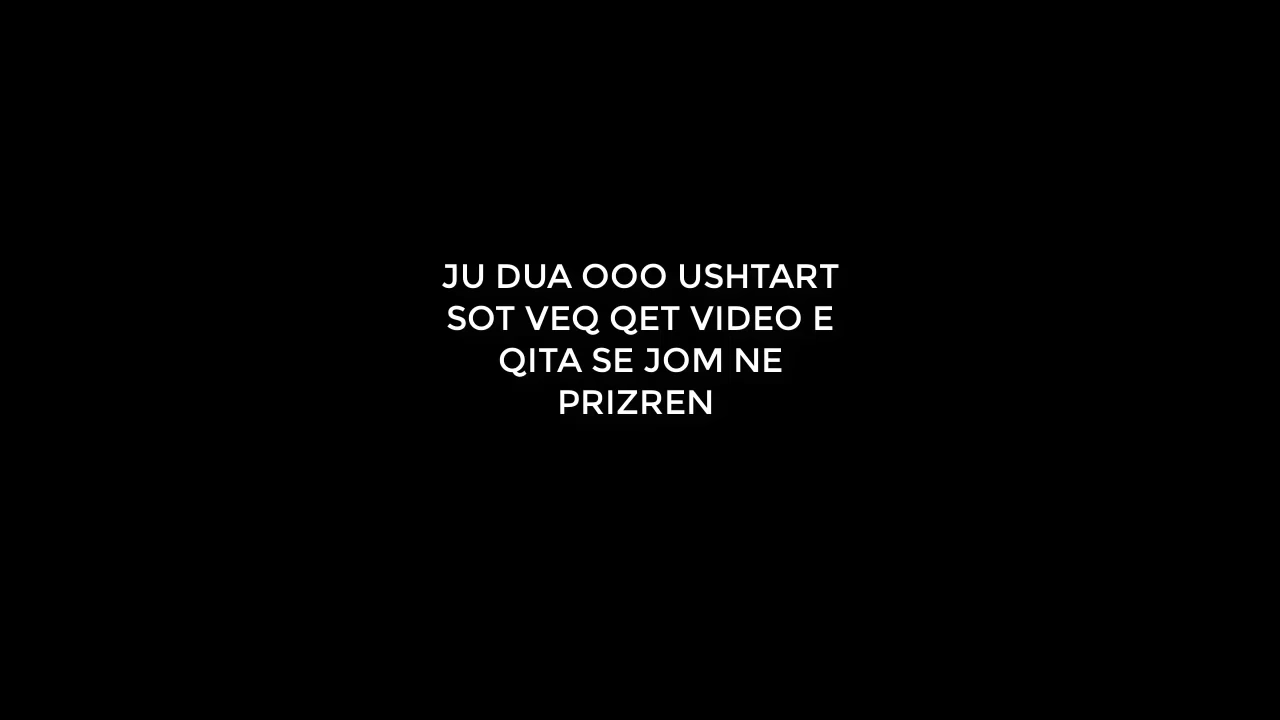 JU DUA OOO USHTART
SOT VEQ QET VIDEO E
QITA SE JOM NE
PRIZREN